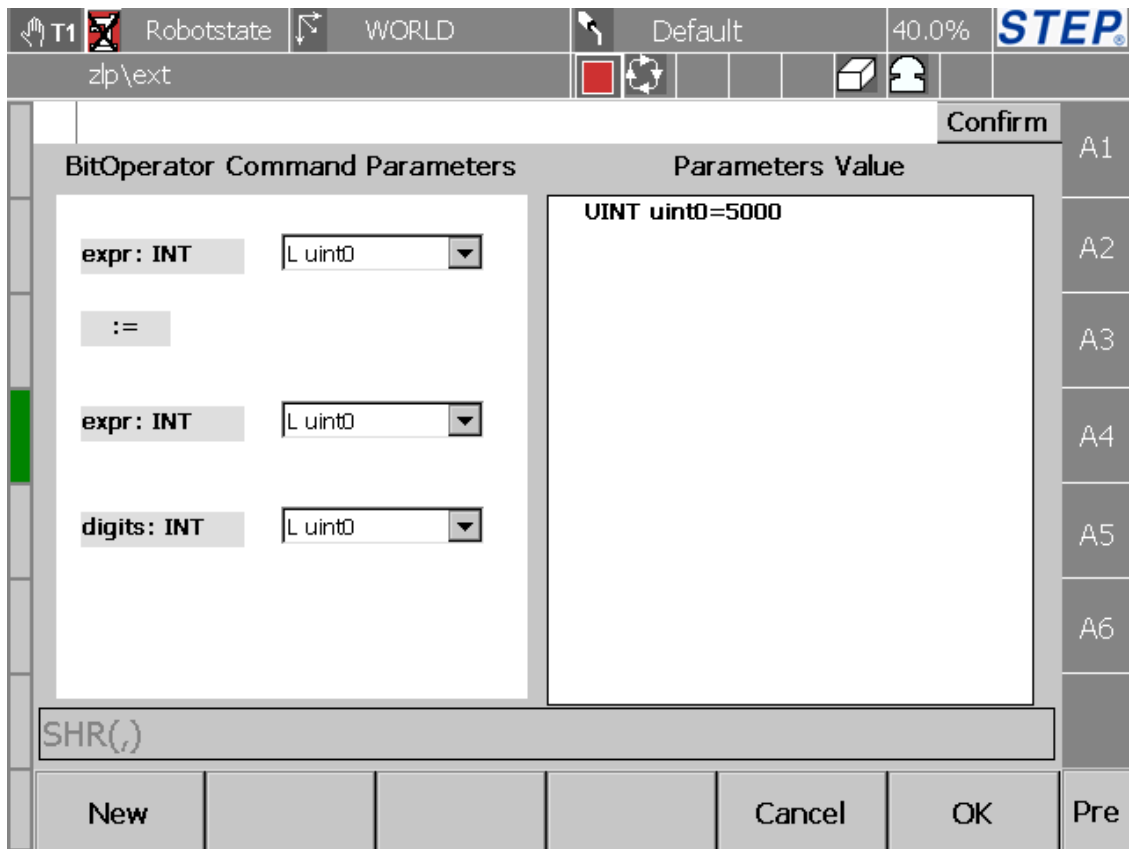 T1 Robotstate WORLD Default 40.0% STEP®
zlp\ext
Confirm
A1
BitOperator Command Parameters Parameters Value
UINT uint0=5000
expr: INT L uint0
A2
:=
A3
expr: INT L uint0
A4
digits: INT L uint0
A5
A6
SHR(,)
New Cancel OK Pre